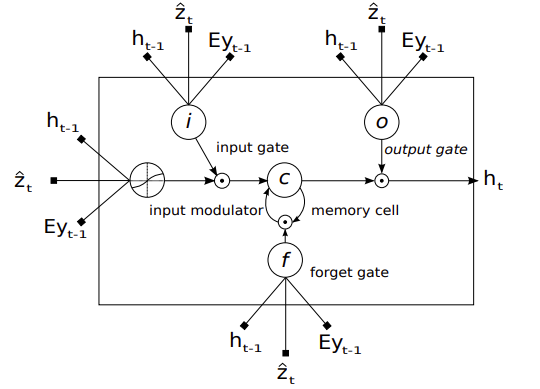 ẑt ẑt
ht-1 Eyt-1 ht-1 Eyt-1
i o
ht-1 input gate output gate
ẑt c ht
input modulator memory cell
Eyt-1
f forget gate
ht-1 Eyt-1
ẑt